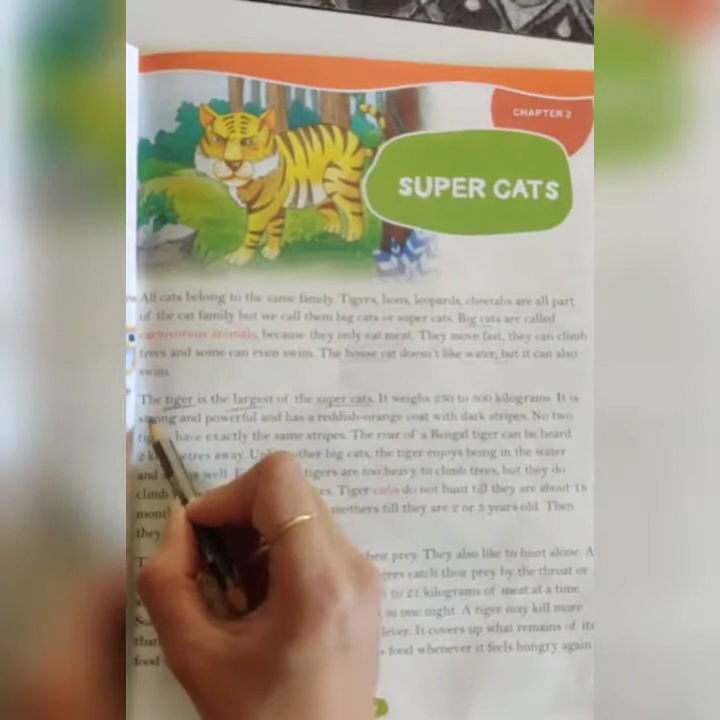 CHAPTER 2
SUPER CATS
All cats belong to the same family. Tigers, lions, leopards, cheetahs are all part
of the cat family but we call them big cats or super cats. Big cats are called
carnivorous animals, because they only eat meat. They move fast, they can climb
trees and some can even swim. The house cat doesn't like water, but it can also
swim.
The tiger is the largest of the super cats. It weighs 230 to 300 kilograms. It is
strong and powerful and has a reddish-orange coat with dark stripes. No two
have exactly the same stripes. The roar of a Bengal tiger can be heard
2 away. other big cats, the tiger enjoys being in the water
and well. tigers are too heavy to climb trees, but they do
climb Tiger cubs do not hunt till they are about 18
mothers till they are 2 or 3 years old. Then
they
their prey. They also like to hunt alone. A
catch their prey by the throat or
to 21 kilograms of meat at a time
in one night. A tiger may kill more
It covers up what remains of its
food food whenever it feels hungry again